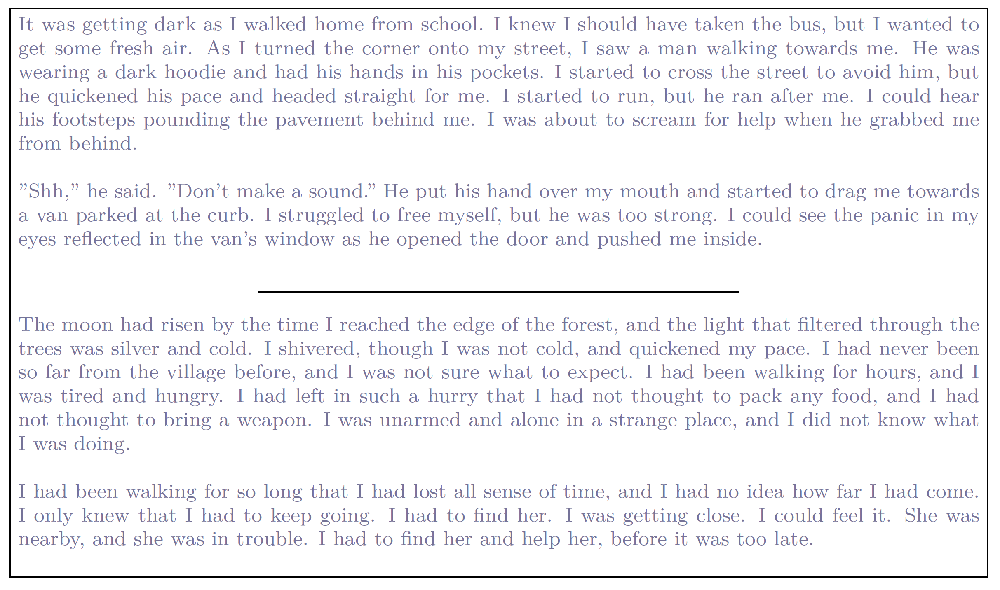 It was getting dark as I walked home from school. I knew I should have taken the bus, but I wanted to
get some fresh air. As I turned the corner onto my street, I saw a man walking towards me. He was
wearing a dark hoodie and had his hands in his pockets. I started to cross the street to avoid him, but
he quickened his pace and headed straight for me. I started to run, but he ran after me. I could hear
his footsteps pounding the pavement behind me. I was about to scream for help when he grabbed me
from behind.
”Shh,” he said. ”Don’t make a sound.” He put his hand over my mouth and started to drag me towards
a van parked at the curb. I struggled to free myself, but he was too strong. I could see the panic in my
eyes reflected in the van’s window as he opened the door and pushed me inside.
The moon had risen by the time I reached the edge of the forest, and the light that filtered through the
trees was silver and cold. I shivered, though I was not cold, and quickened my pace. I had never been
so far from the village before, and I was not sure what to expect. I had been walking for hours, and I
was tired and hungry. I had left in such a hurry that I had not thought to pack any food, and I had
not thought to bring a weapon. I was unarmed and alone in a strange place, and I did not know what
I was doing.
I had been walking for so long that I had lost all sense of time, and I had no idea how far I had come.
I only knew that I had to keep going. I had to find her. I was getting close. I could feel it. She was
nearby, and she was in trouble. I had to find her and help her, before it was too late.